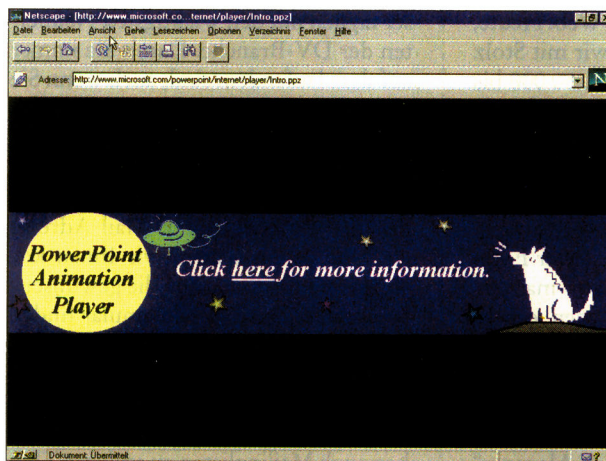 Netscape - [http://www.microsoft.co...ternet/player/Intro.ppz]
Datei Bearbeiten Ansicht Gehe Lesezeichen Optionen Verzeichnis Fenster Hilfe
Adresse: http://www.microsoft.com/powerpoint/internet/player/Intro.ppz
N
PowerPoint
Animation
Player
Click here for more information.
Dokument: Übermittelt